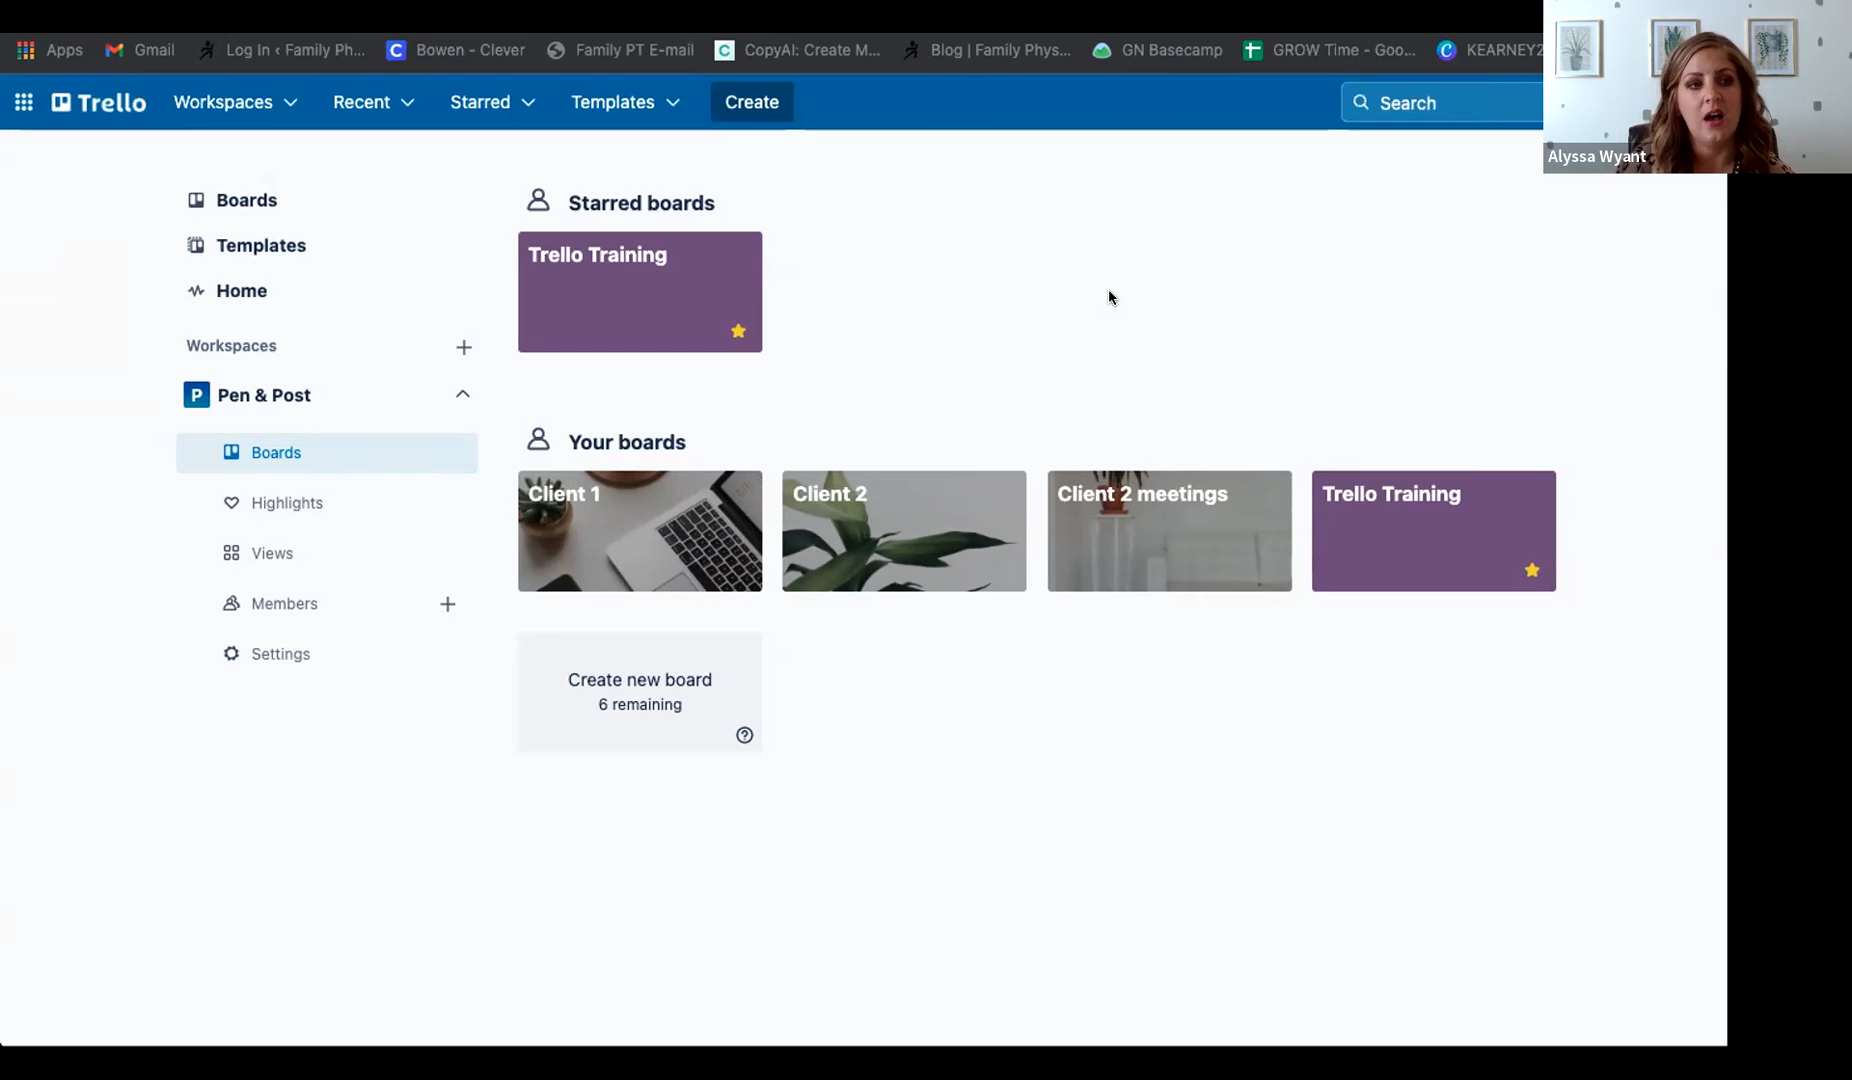 Apps Gmail Log In ‹ Family Ph... Bowen - Clever Family PT E-mail CopyAI: Create M... Blog | Family Phys... GN Basecamp GROW Time - Goo... KEARNEY2
Trello Workspaces Recent Starred Templates Create Search
Alyssa Wyant
Boards
Templates
Home
Workspaces
P Pen & Post
Boards
Highlights
Views
Members
Settings
Starred boards
Trello Training
Your boards
Client 1
Client 2
Client 2 meetings
Trello Training
Create new board
6 remaining